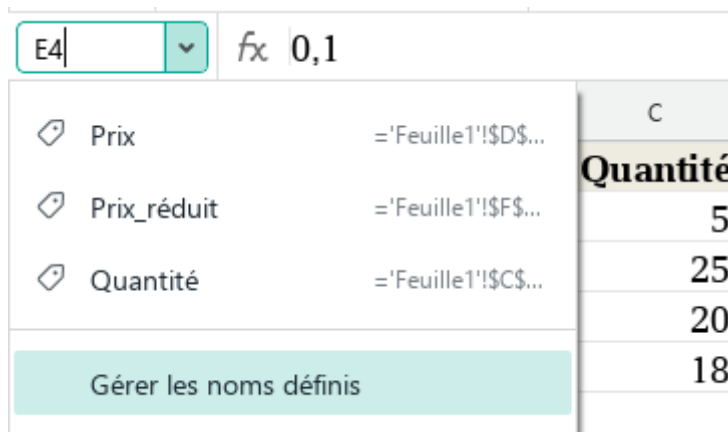 E4 fx 0,1
C
Prix ='Feuille1'!$D$...
Quantité
Prix_réduit ='Feuille1'!$F$...
5
Quantité ='Feuille1'!$C$...
25
20
Gérer les noms définis
18